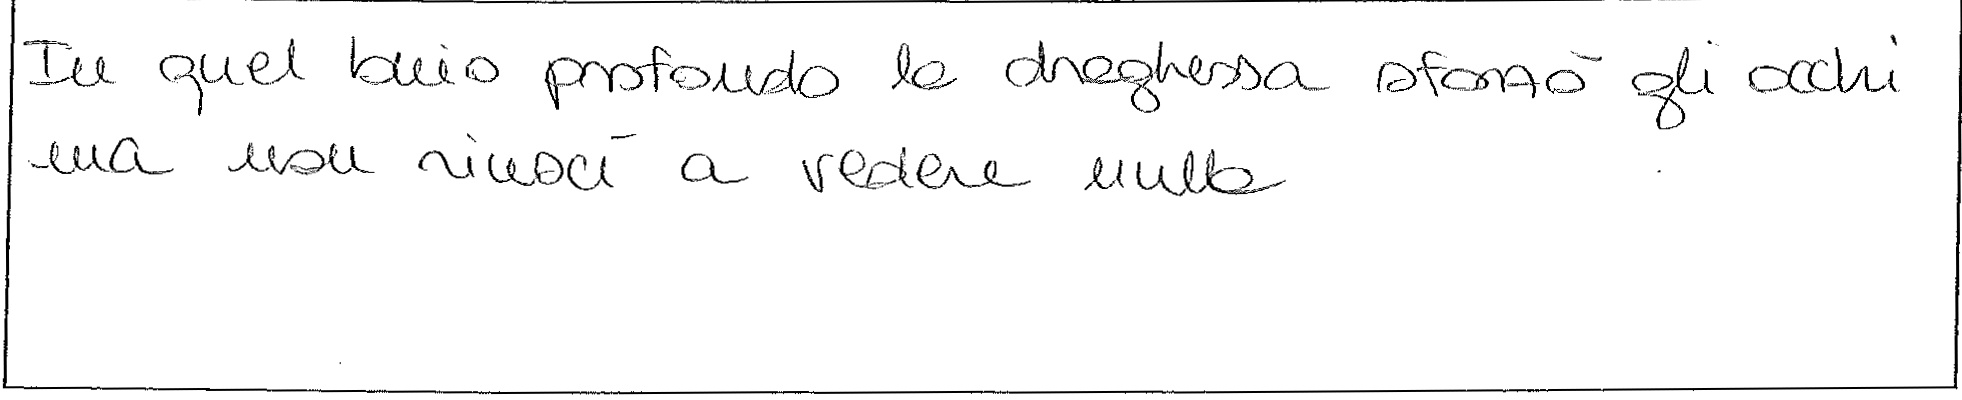 In quel buio profondo la draghessa sforzò gli occhi
ma non riuscì a vedere nulla